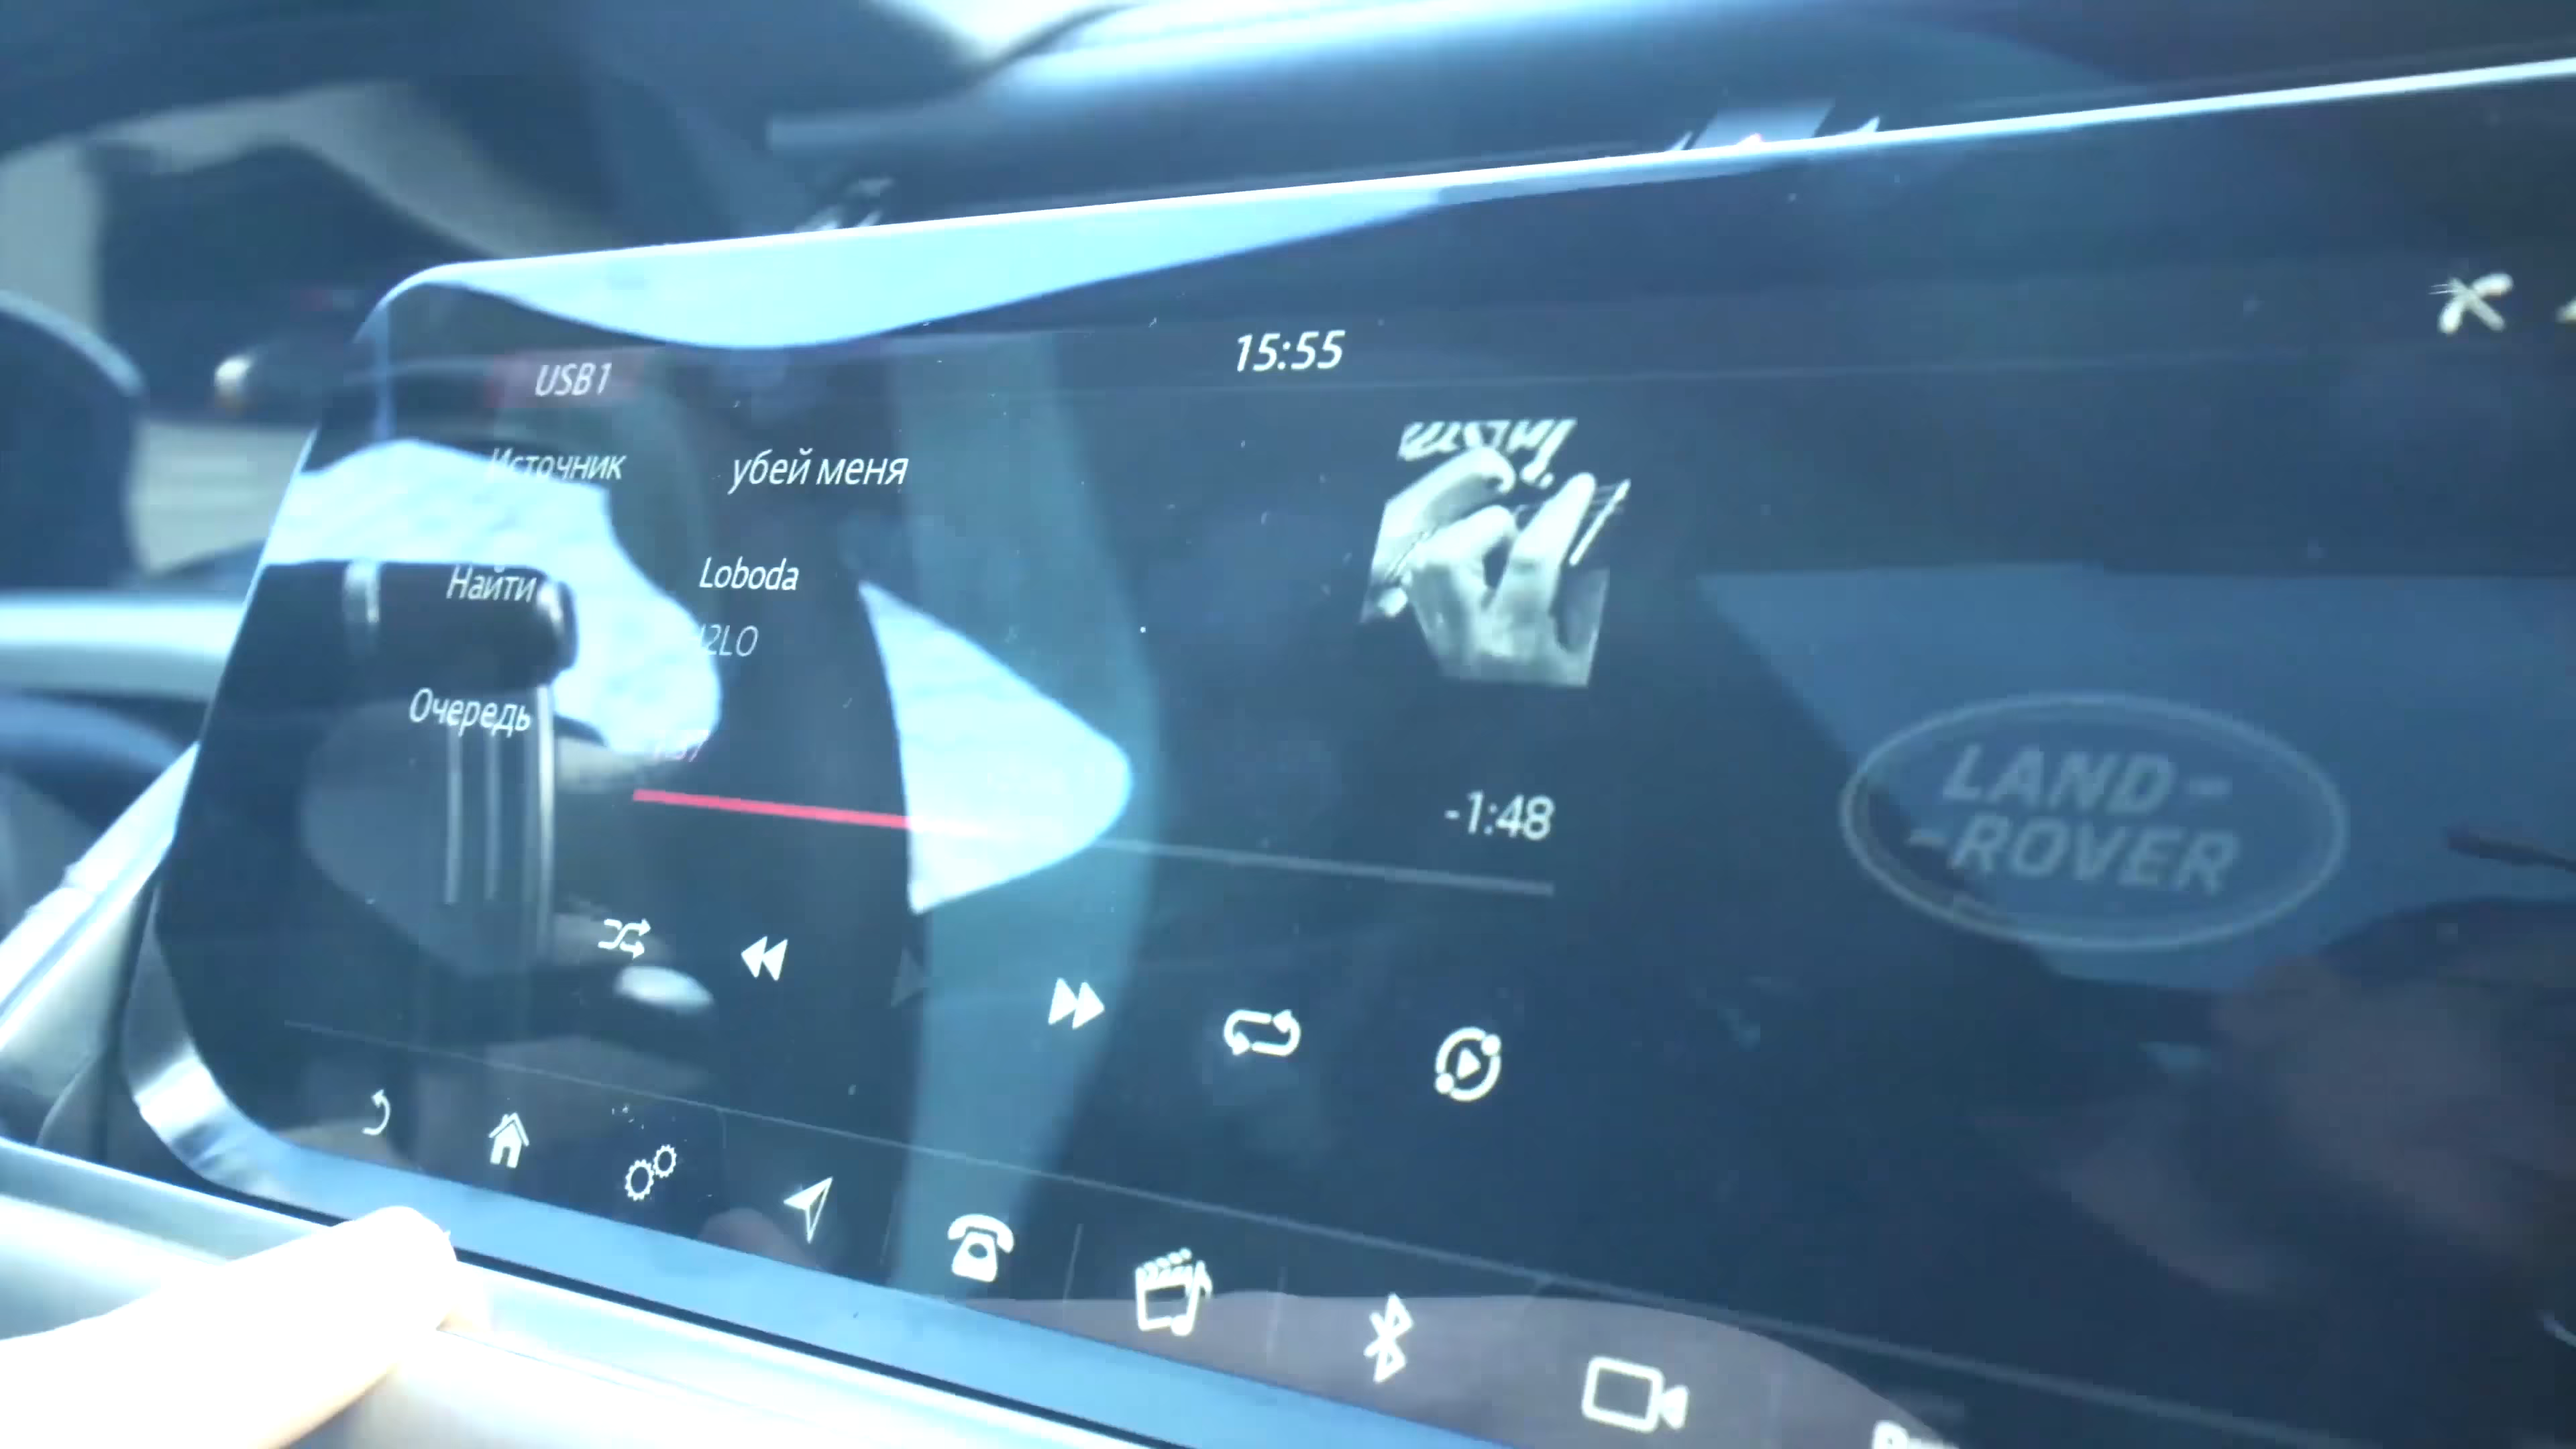 15:55
USB1
Источник
убей меня
Найти
Loboda
Очередь
-1:48
LAND-
-ROVER